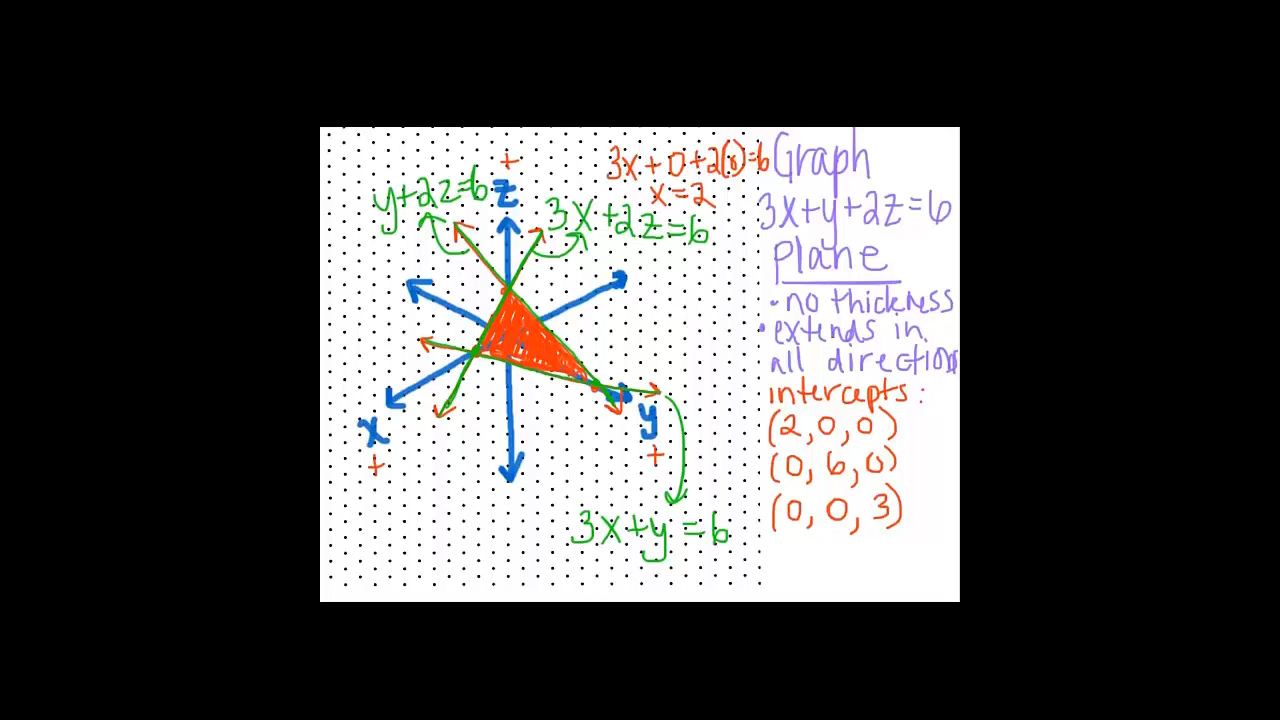 Graph
3x+y+2z=6
Plane
• no thickness
• extends in
all directions
intercepts:
(2, 0, 0)
(0, 6, 0)
(0, 0, 3)
3x+0+2(0)=6
x=2
+
z
y+2z=6
3x+2z=6
x
+
y
+
3x+y=6